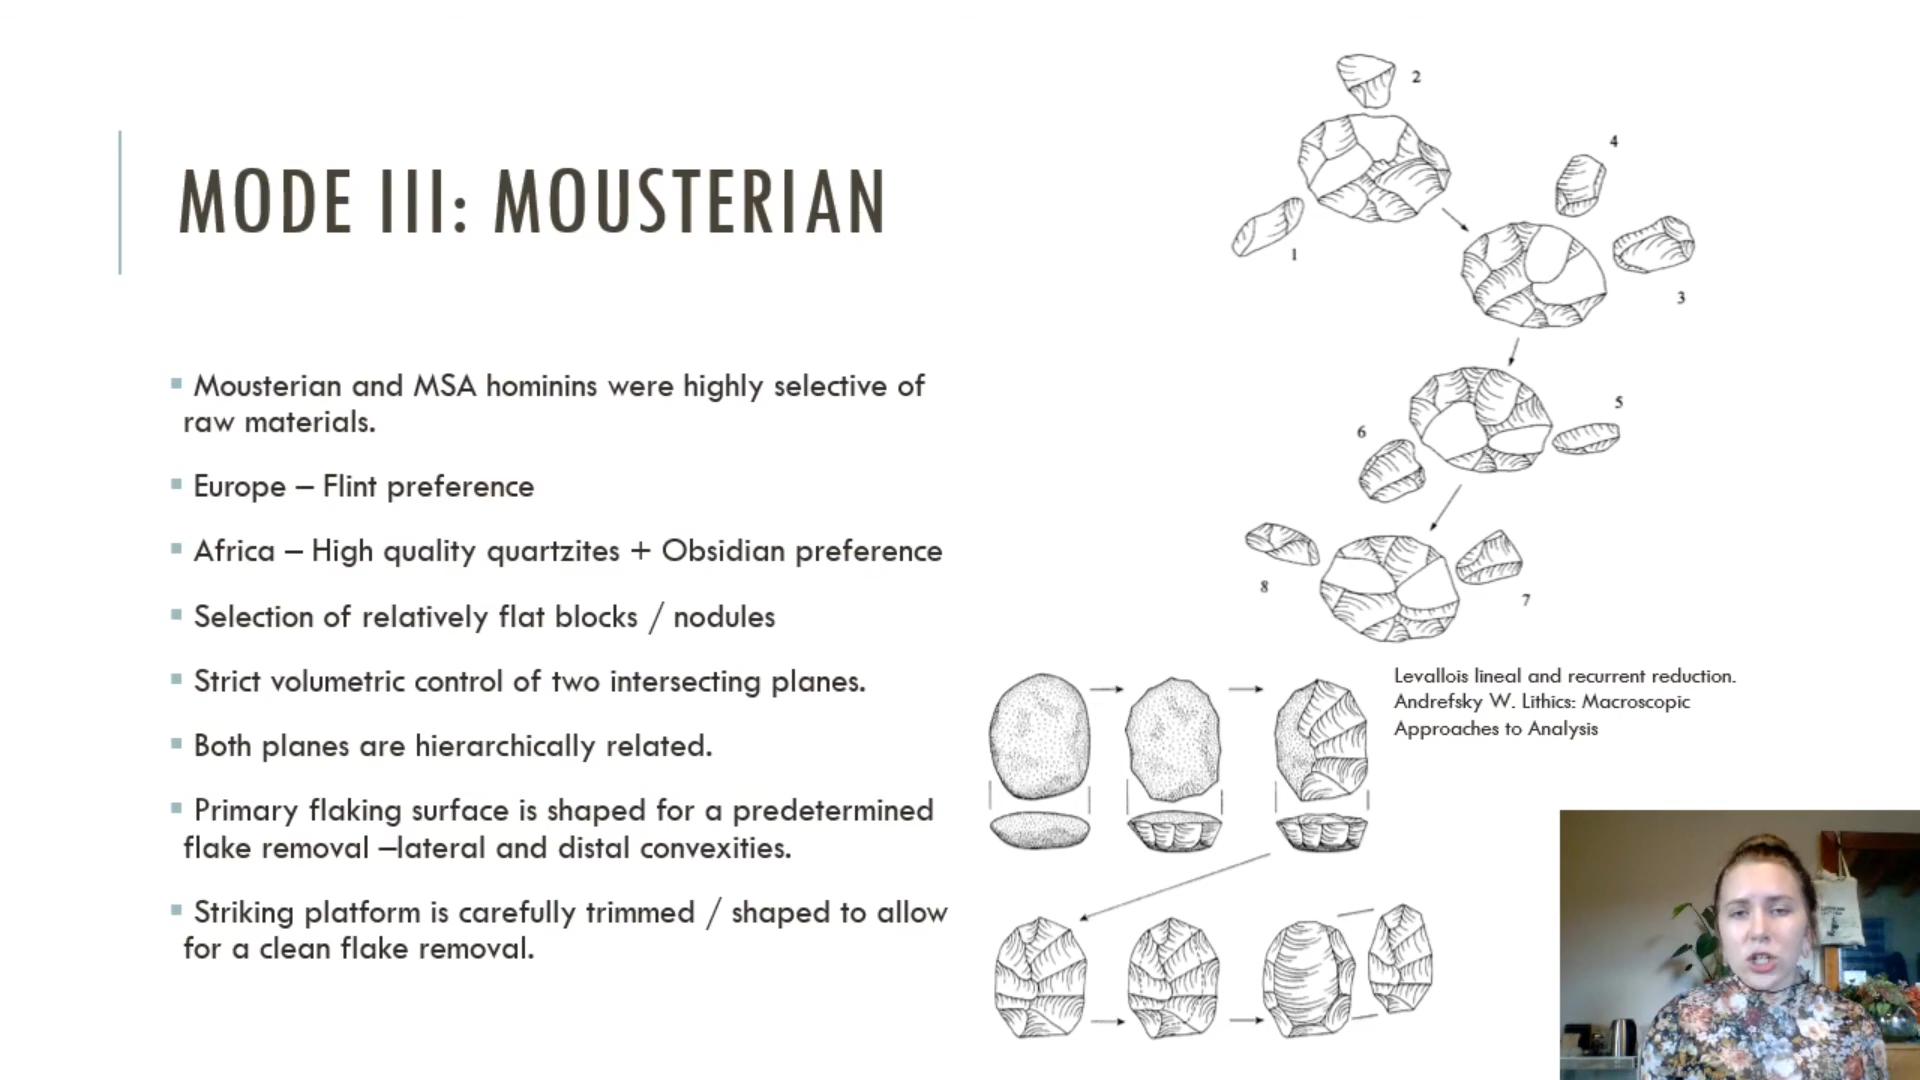 MODE III: MOUSTERIAN
▪ Mousterian and MSA hominins were highly selective of
raw materials.
▪ Europe – Flint preference
▪ Africa – High quality quartzites + Obsidian preference
▪ Selection of relatively flat blocks / nodules
▪ Strict volumetric control of two intersecting planes.
▪ Both planes are hierarchically related.
▪ Primary flaking surface is shaped for a predetermined
flake removal –lateral and distal convexities.
▪ Striking platform is carefully trimmed / shaped to allow
for a clean flake removal.
2
4
1
3
5
6
8
7
Levallois lineal and recurrent reduction.
Andrefsky W. Lithics: Macroscopic
Approaches to Analysis